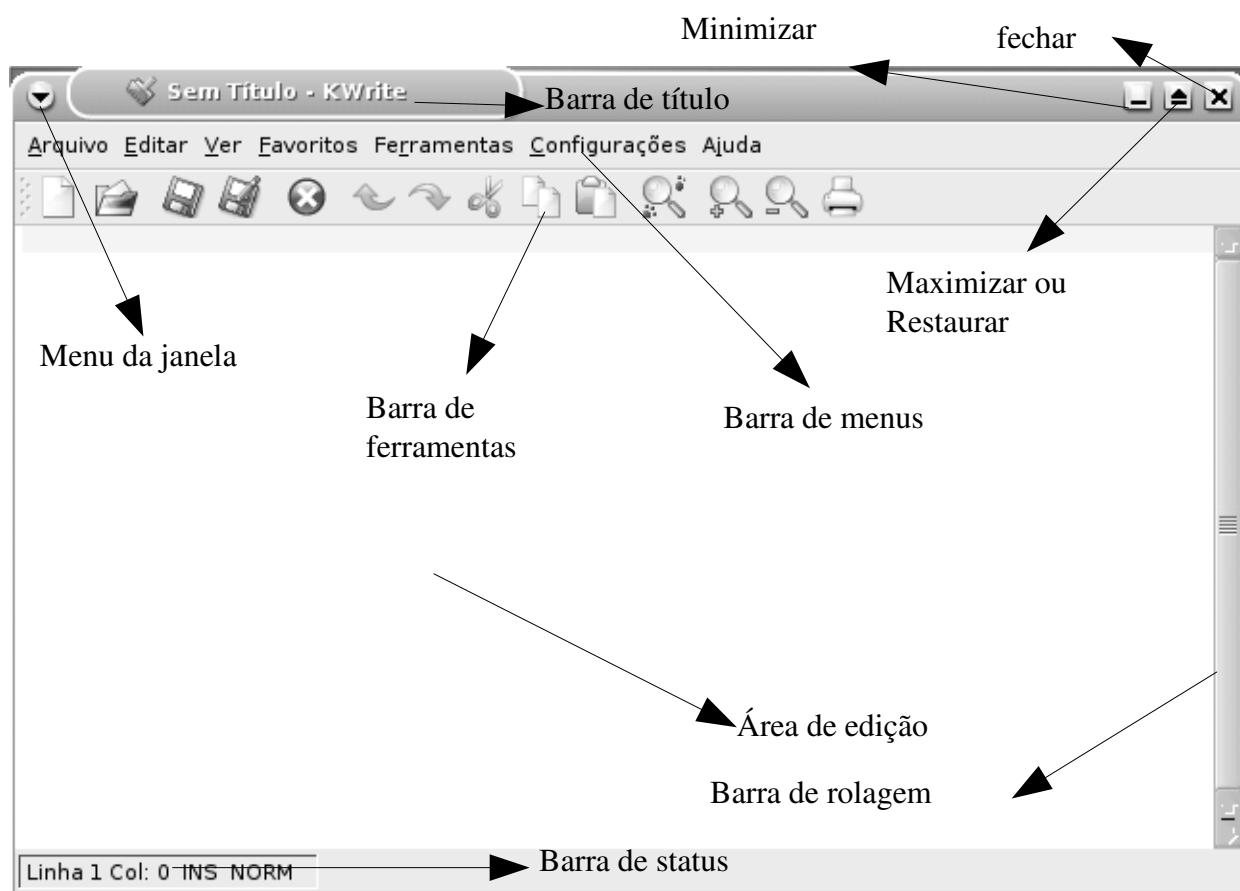 Minimizar
fechar
Sem Título - KWrite
Barra de título
Arquivo Editar Ver Favoritos Ferramentas Configurações Ajuda
Maximizar ou
Restaurar
Menu da janela
Barra de
ferramentas
Barra de menus
Área de edição
Barra de rolagem
Linha 1 Col: 0 INS NORM
Barra de status